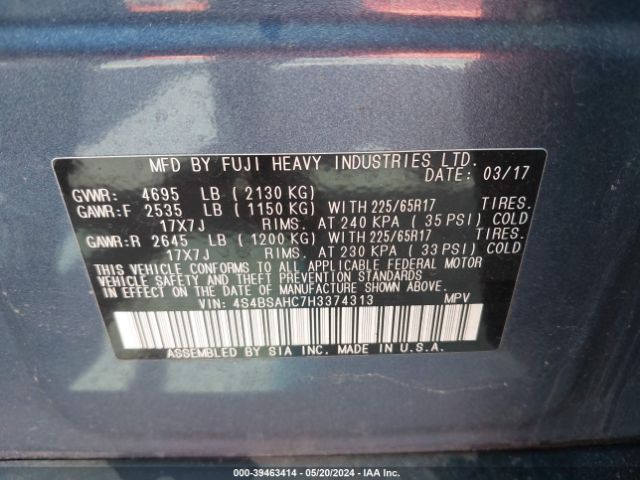 MFD BY FUJI HEAVY INDUSTRIES LTD.
DATE: 03/17
GVWR: 4695 LB (2130 KG)
GAWR:F 2535 LB (1150 KG) WITH 225/65R17 TIRES.
17X7J RIMS. AT 240 KPA (35 PSI) COLD
GAWR:R 2645 LB (1200 KG) WITH 225/65R17 TIRES.
17X7J RIMS. AT 230 KPA (33 PSI) COLD
THIS VEHICLE CONFORMS TO ALL APPLICABLE FEDERAL MOTOR
VEHICLE SAFETY AND THEFT PREVENTION STANDARDS
IN EFFECT ON THE DATE OF MANUFACTURE SHOWN ABOVE.
VIN: 4S4BSAHC7H3374313 MPV
ASSEMBLED BY SIA INC. MADE IN U.S.A.
000-39463414 - 05/20/2024 - IAA Inc.